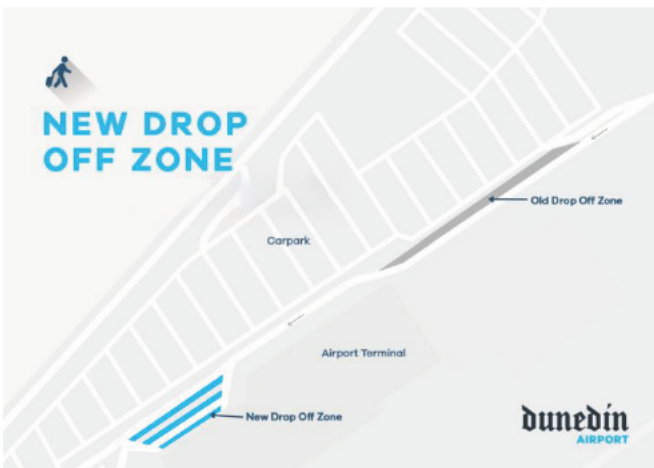 NEW DROP
OFF ZONE
Old Drop Off Zone
Carpark
Airport Terminal
New Drop Off Zone
dunedin
AIRPORT